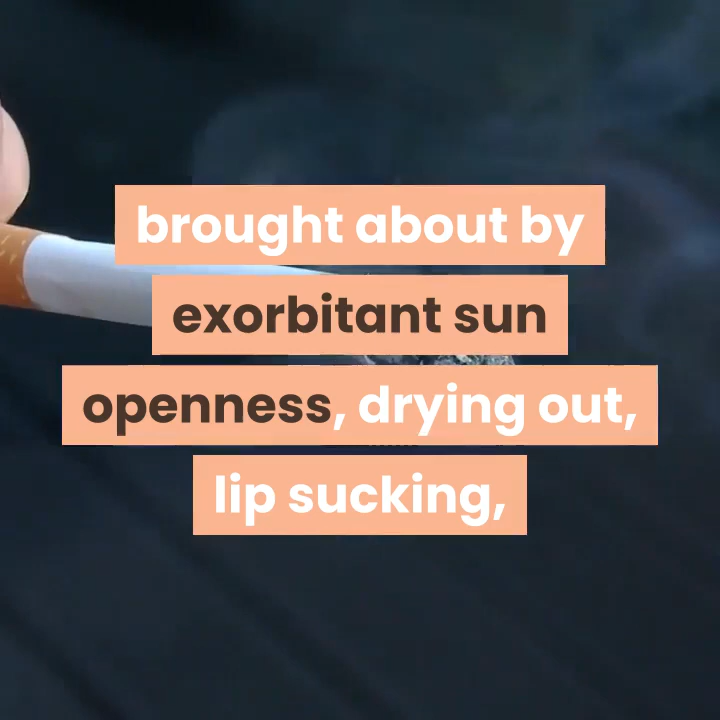 brought about by
exorbitant sun
openness, drying out,
lip sucking,